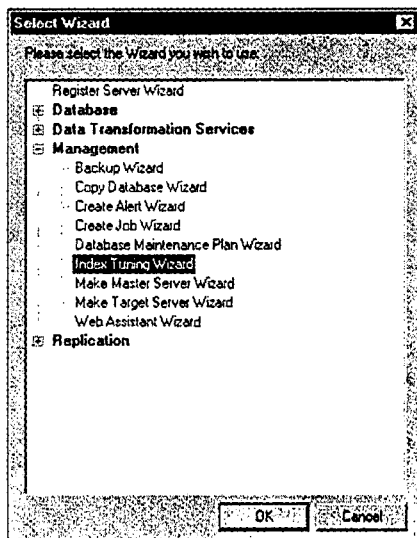 Select Wizard
Please select the Wizard you wish to use:
Register Server Wizard
Database
Data Transformation Services
Management
Backup Wizard
Copy Database Wizard
Create Alert Wizard
Create Job Wizard
Database Maintenance Plan Wizard
Index Tuning Wizard
Make Master Server Wizard
Make Target Server Wizard
Web Assistant Wizard
Replication
OK Cancel